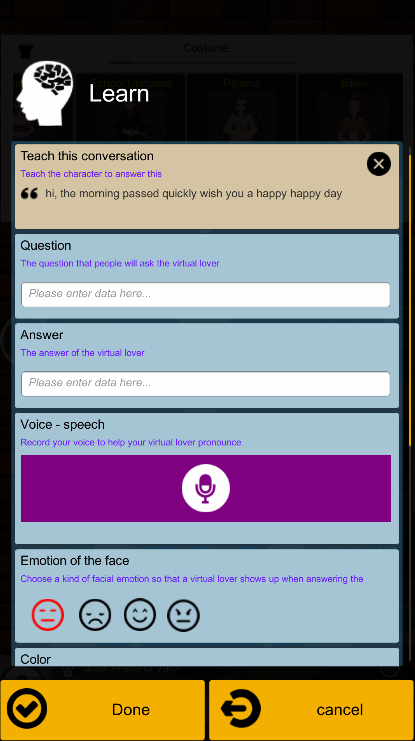 Costume
School Uniforms
Pajama
Bikini
Learn
Teach this conversation
Teach the character to answer this
hi, the morning passed quickly wish you a happy happy day
Question
The question that people will ask the virtual lover
Please enter data here...
Answer
The answer of the virtual lover
Please enter data here...
Voice - speech
Record your voice to help your virtual lover pronounce
Emotion of the face
Choose a kind of facial emotion so that a virtual lover shows up when answering the
Color
Done
cancel